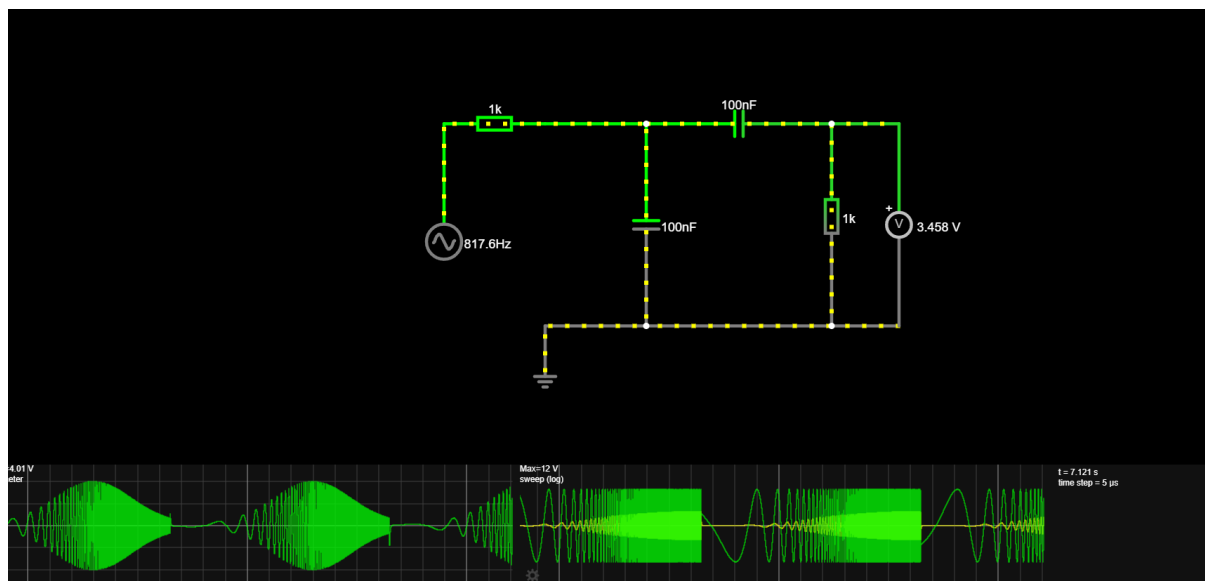 1k
100nF
817.6Hz
100nF
1k
+
V
3.458 V
=4.01 V
eter
Max=12 V
sweep (log)
t = 7.121 s
time step = 5 µs